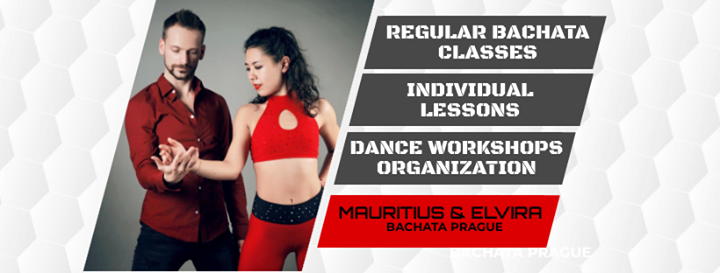 REGULAR BACHATA
CLASSES
INDIVIDUAL
LESSONS
DANCE WORKSHOPS
ORGANIZATION
MAURITIUS & ELVIRA
BACHATA PRAGUE
BACHATA PRAGUE